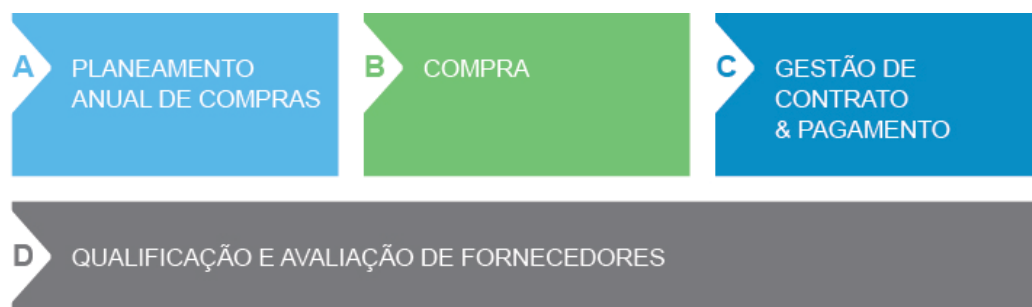 A
PLANEAMENTO
ANUAL DE COMPRAS
B
COMPRA
C
GESTÃO DE
CONTRATO
& PAGAMENTO
D
QUALIFICAÇÃO E AVALIAÇÃO DE FORNECEDORES